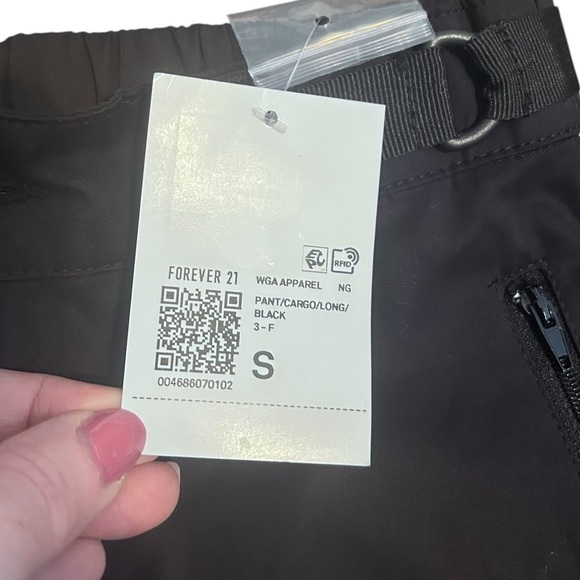 RFID
FOREVER 21
WGA APPAREL NG
PANT/CARGO/LONG/
BLACK
3 - F
S
004686070102